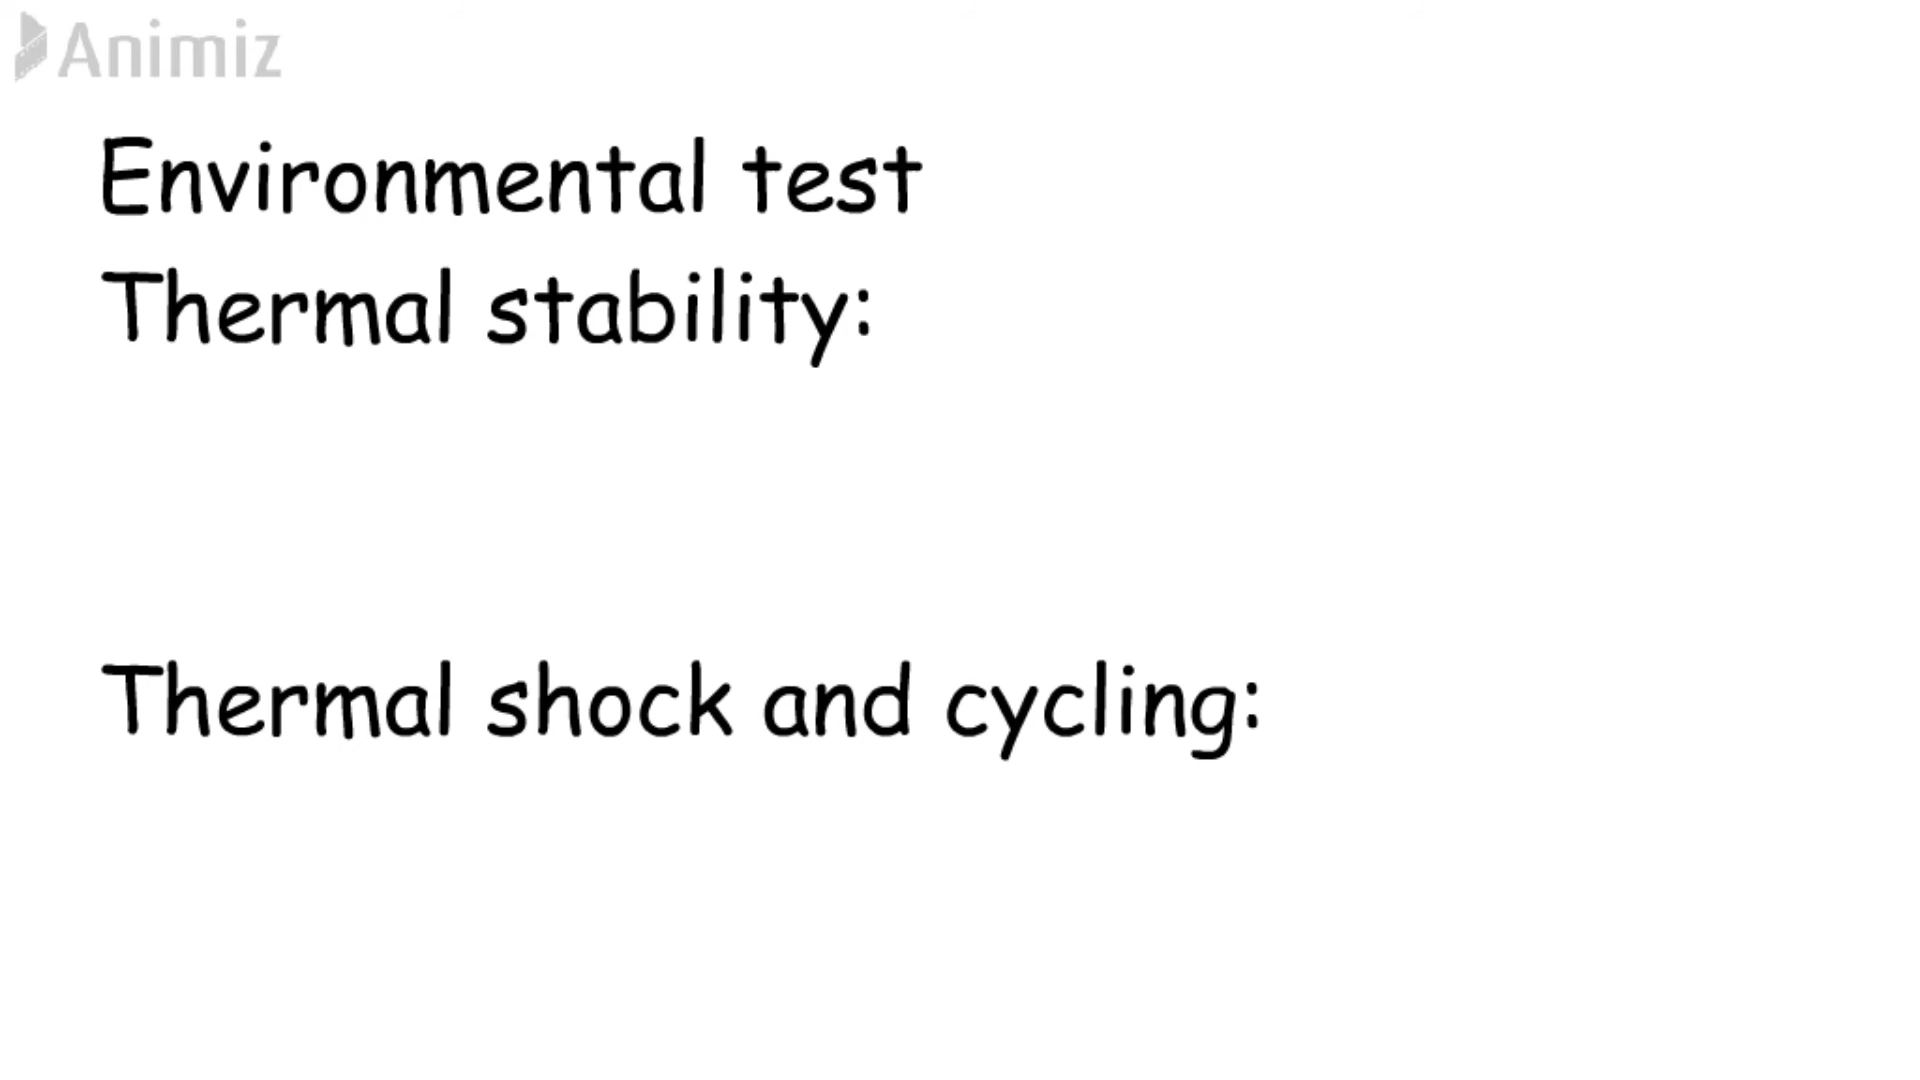 Animiz
Environmental test
Thermal stability:
Thermal shock and cycling: